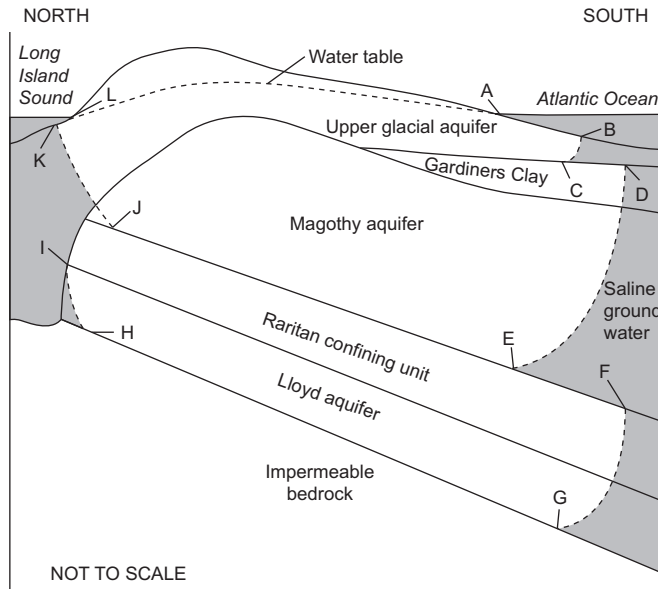 NORTH
SOUTH
Long
Island
Sound
L
Water table
A
Atlantic Ocean
Upper glacial aquifer
B
K
Gardiners Clay
C
D
J
Magothy aquifer
I
Saline
ground
water
H
E
Raritan confining unit
F
Lloyd aquifer
Impermeable
bedrock
G
NOT TO SCALE